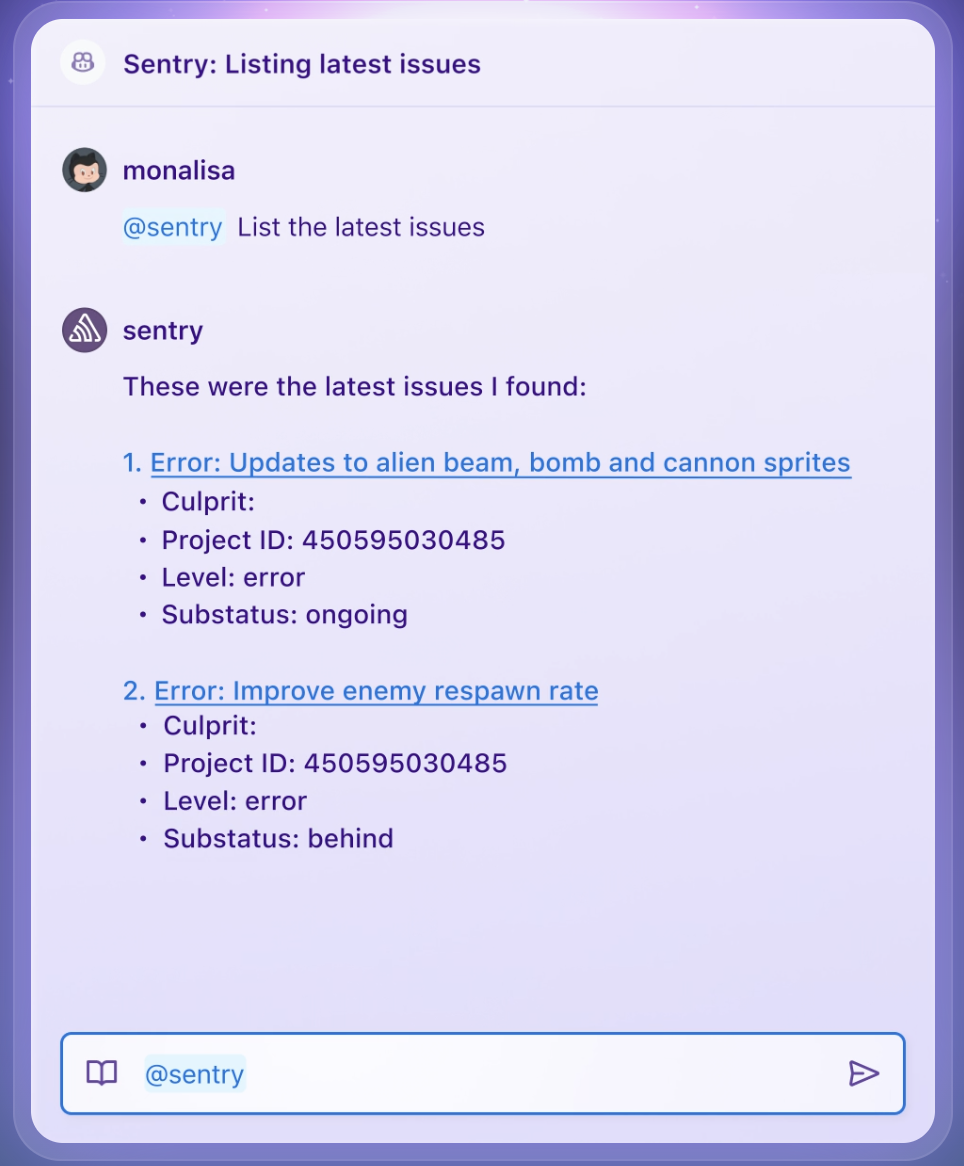 Sentry: Listing latest issues
monalisa
@sentry List the latest issues
sentry
These were the latest issues I found:
1. Error: Updates to alien beam, bomb and cannon sprites
• Culprit:
• Project ID: 450595030485
• Level: error
• Substatus: ongoing
2. Error: Improve enemy respawn rate
• Culprit:
• Project ID: 450595030485
• Level: error
• Substatus: behind
@sentry